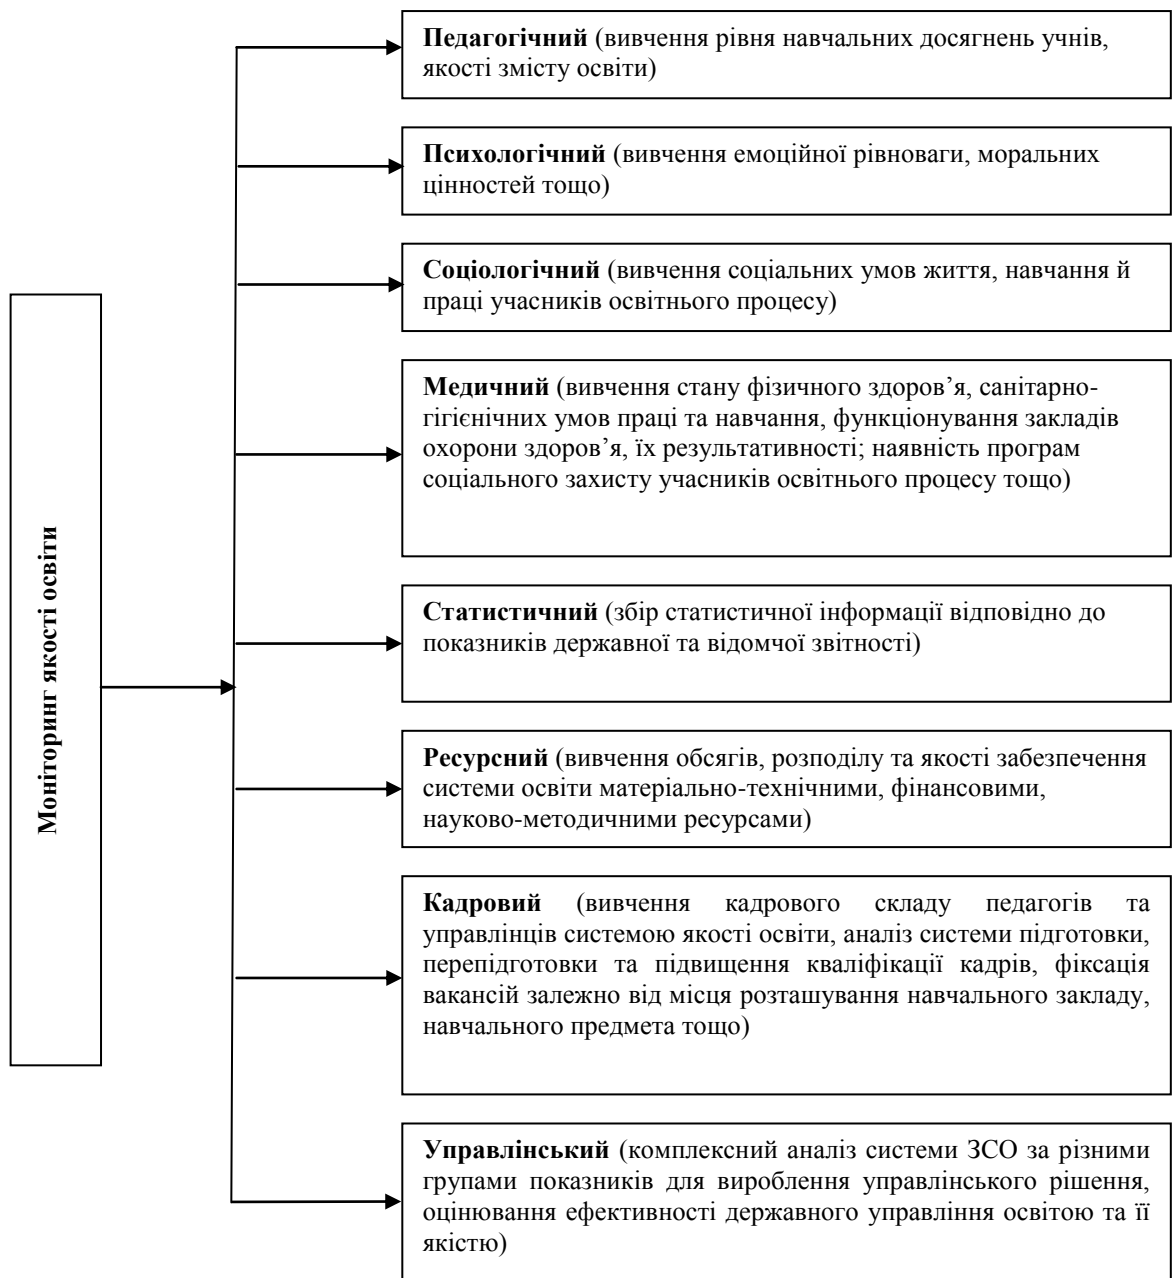 Моніторинг якості освіти
Педагогічний (вивчення рівня навчальних досягнень учнів,
якості змісту освіти)
Психологічний (вивчення емоційної рівноваги, моральних
цінностей тощо)
Соціологічний (вивчення соціальних умов життя, навчання й
праці учасників освітнього процесу)
Медичний (вивчення стану фізичного здоров’я, санітарно-
гігієнічних умов праці та навчання, функціонування закладів
охорони здоров’я, їх результативності; наявність програм
соціального захисту учасників освітнього процесу тощо)
Статистичний (збір статистичної інформації відповідно до
показників державної та відомчої звітності)
Ресурсний (вивчення обсягів, розподілу та якості забезпечення
системи освіти матеріально-технічними, фінансовими,
науково-методичними ресурсами)
Кадровий (вивчення кадрового складу педагогів та
управлінців системою якості освіти, аналіз системи підготовки,
перепідготовки та підвищення кваліфікації кадрів, фіксація
вакансій залежно від місця розташування навчального закладу,
навчального предмета тощо)
Управлінський (комплексний аналіз системи ЗСО за різними
групами показників для вироблення управлінського рішення,
оцінювання ефективності державного управління освітою та її
якістю)